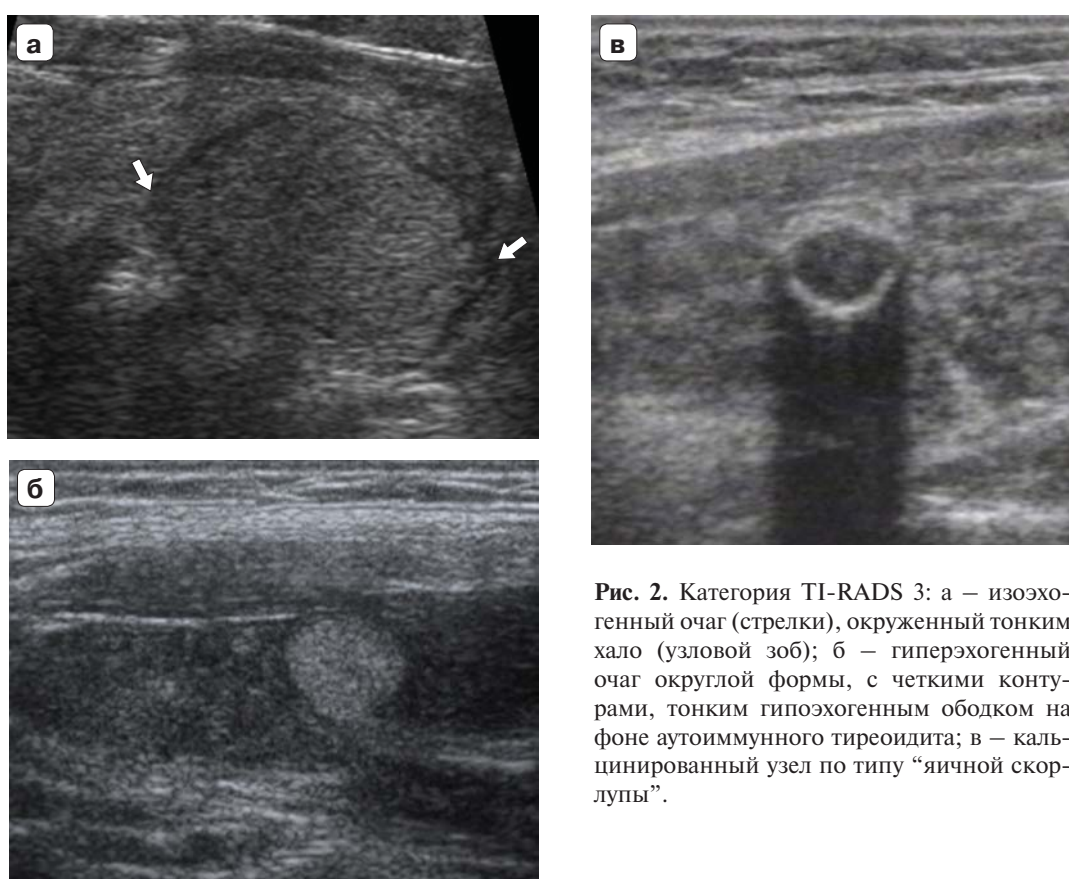 а
в
б
Рис. 2. Категория TI-RADS 3: а – изоэхо-
генный очаг (стрелки), окруженный тонким
хало (узловой зоб); б – гиперэхогенный
очаг округлой формы, с четкими конту-
рами, тонким гипоэхогенным ободком на
фоне аутоиммунного тиреоидита; в – каль-
цинированный узел по типу “яичной скор-
лупы”.